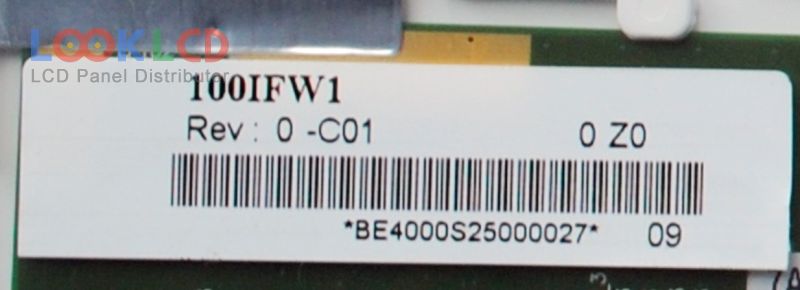 LOOKLCD
LCD Panel Distributor
100IFW1
Rev : 0 -C01 0 Z0
*BE4000S25000027* 09